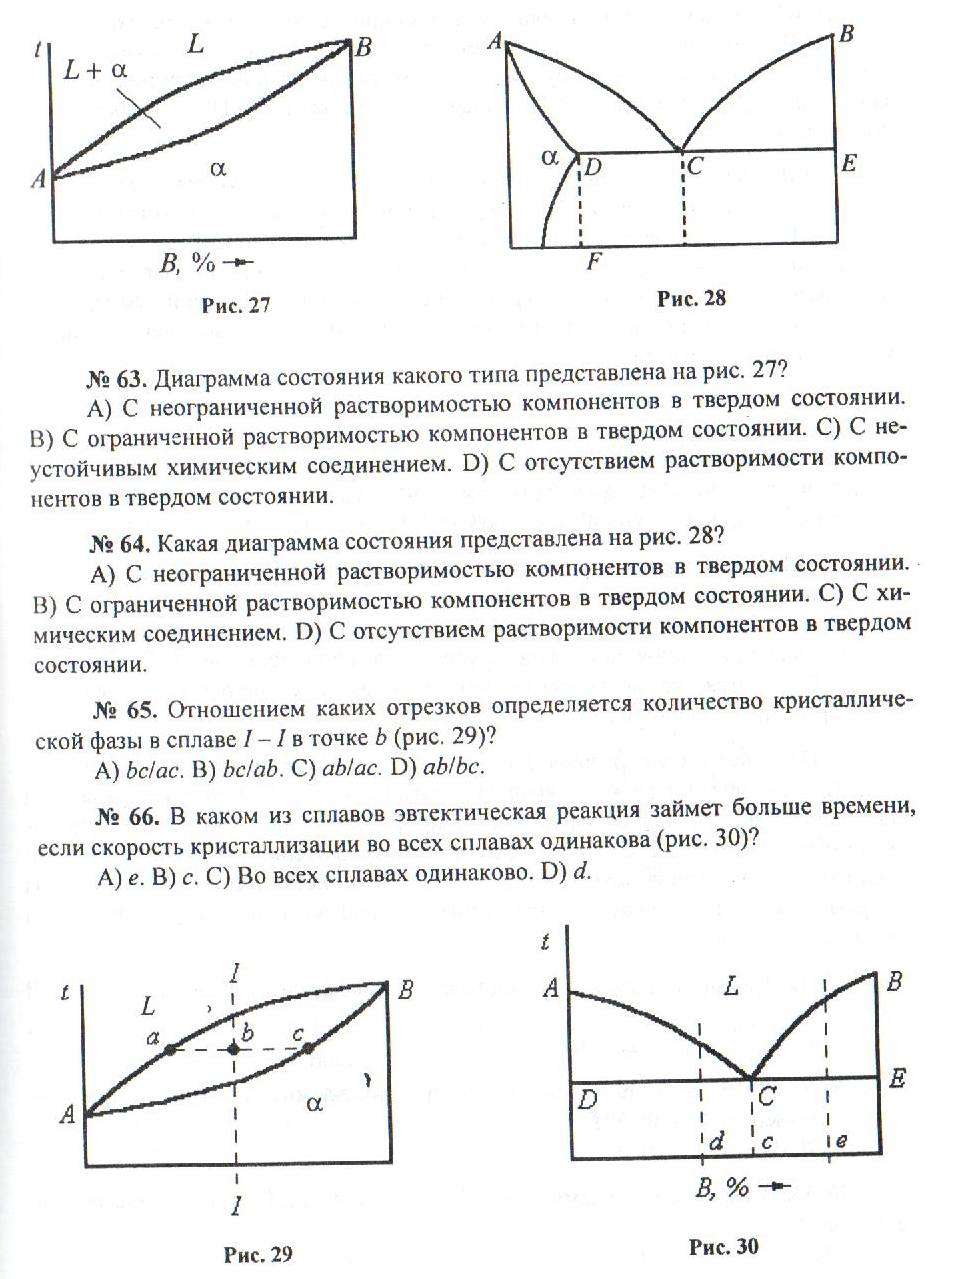 t
L
B
L + α
α
A
B, %
Рис. 27
A
B
α
D
C
E
F
Рис. 28
№ 63. Диаграмма состояния какого типа представлена на рис. 27?
A) С неограниченной растворимостью компонентов в твердом состоянии.
B) С ограниченной растворимостью компонентов в твердом состоянии. C) С не-
устойчивым химическим соединением. D) С отсутствием растворимости компо-
нентов в твердом состоянии.
№ 64. Какая диаграмма состояния представлена на рис. 28?
A) С неограниченной растворимостью компонентов в твердом состоянии.
B) С ограниченной растворимостью компонентов в твердом состоянии. C) С хи-
мическим соединением. D) С отсутствием растворимости компонентов в твердом
состоянии.
№ 65. Отношением каких отрезков определяется количество кристалличе-
ской фазы в сплаве I – I в точке b (рис. 29)?
A) bc/ac. B) bc/ab. C) ab/ac. D) ab/bc.
№ 66. В каком из сплавов эвтектическая реакция займет больше времени,
если скорость кристаллизации во всех сплавах одинакова (рис. 30)?
A) e. B) c. C) Во всех сплавах одинаково. D) d.
t
I
B
L
a
b
c
A
α
I
Рис. 29
t
A
L
B
D
C
E
d
c
e
B, %
Рис. 30